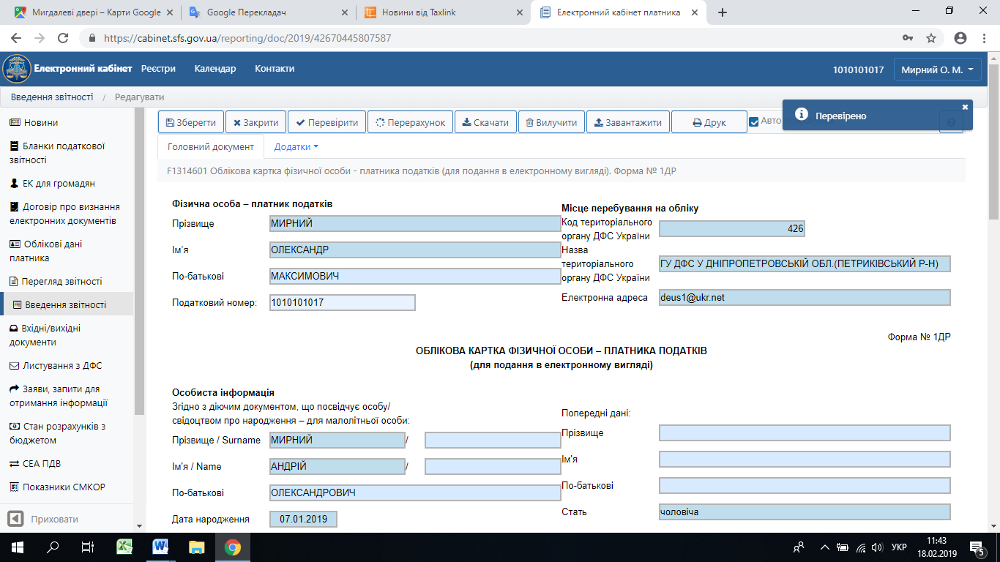 Мигдалеві двері – Карти Google
Google Перекладач
Новини від Taxlink
Електронний кабінет платника
https://cabinet.sfs.gov.ua/reporting/doc/2019/42670445807587
Електронний кабінет Реєстри Календар Контакти 1010101017 Мирний О. М.
Введення звітності / Редагувати
Перевірено
Новини
Бланки податкової
звітності
ЕК для громадян
Договір про визнання
електронних документів
Облікові дані
платника
Перегляд звітності
Введення звітності
Вхідні/вихідні
документи
Листування з ДФС
Заяви, запити для
отримання інформації
Стан розрахунків з
бюджетом
СЕА ПДВ
Показники СМКОР
Приховати
Зберегти Закрити Перевірити Перерахунок Скачати Вилучити Завантажити Друк Авто
Головний документ Додатки
F1314601 Облікова картка фізичної особи - платника податків (для подання в електронному вигляді). Форма № 1ДР
Фізична особа – платник податків
Прізвище МИРНИЙ
Ім’я ОЛЕКСАНДР
По-батькові МАКСИМОВИЧ
Податковий номер: 1010101017
Місце перебування на обліку
Код територіального
органу ДФС України 426
Назва
територіального ГУ ДФС У ДНІПРОПЕТРОВСЬКІЙ ОБЛ.(ПЕТРИКІВСЬКИЙ Р-Н)
органу ДФС України
Електронна адреса deus1@ukr.net
Форма № 1ДР
ОБЛІКОВА КАРТКА ФІЗИЧНОЇ ОСОБИ – ПЛАТНИКА ПОДАТКІВ
(для подання в електронному вигляді)
Особиста інформація
Згідно з діючим документом, що посвідчує особу/
свідоцтвом про народження – для малолітньої особи:
Прізвище / Surname МИРНИЙ /
Ім’я / Name АНДРІЙ /
По-батькові ОЛЕКСАНДРОВИЧ
Дата народження 07.01.2019
Попередні дані:
Прізвище
Ім’я
По-батькові
Стать чоловіча
УКР
11:43
18.02.2019
5